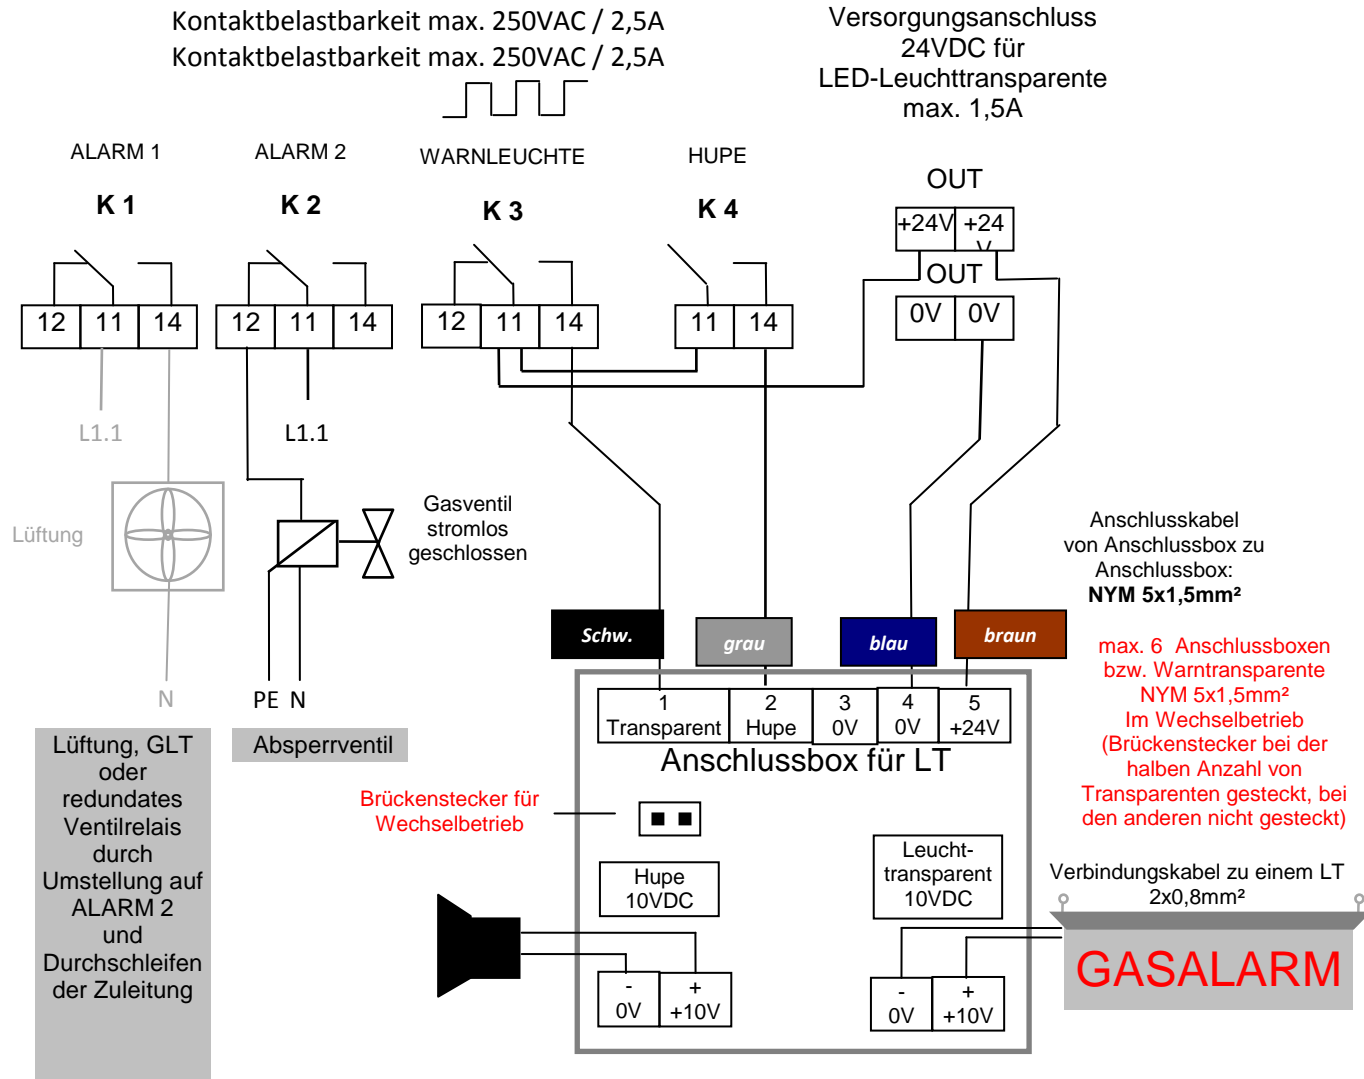 Kontaktbelastbarkeit max. 250VAC / 2,5A
Kontaktbelastbarkeit max. 250VAC / 2,5A
Versorgungsanschluss
24VDC für
LED-Leuchttransparente
max. 1,5A
ALARM 1
ALARM 2
WARNLEUCHTE
HUPE
K 1
K 2
K 3
K 4
OUT
+24V
+24
V
OUT
0V
0V
12
11
14
12
11
14
12
11
14
11
14
L1.1
L1.1
Lüftung
Gasventil
stromlos
geschlossen
N
PE N
Anschlusskabel
von Anschlussbox zu
Anschlussbox:
NYM 5x1,5mm²
max. 6 Anschlussboxen
bzw. Warntransparente
NYM 5x1,5mm²
Im Wechselbetrieb
(Brückenstecker bei der
halben Anzahl von
Transparenten gesteckt, bei
den anderen nicht gesteckt)
Schw.
grau
blau
braun
1
Transparent
2
Hupe
3
0V
4
0V
5
+24V
Anschlussbox für LT
Lüftung, GLT
oder
redundates
Ventilrelais
durch
Umstellung auf
ALARM 2
und
Durchschleifen
der Zuleitung
Absperrventil
Brückenstecker für
Wechselbetrieb
Hupe
10VDC
Leucht-
transparent
10VDC
Verbindungskabel zu einem LT
2x0,8mm²
GASALARM
-
0V
+
+10V
-
0V
+
+10V